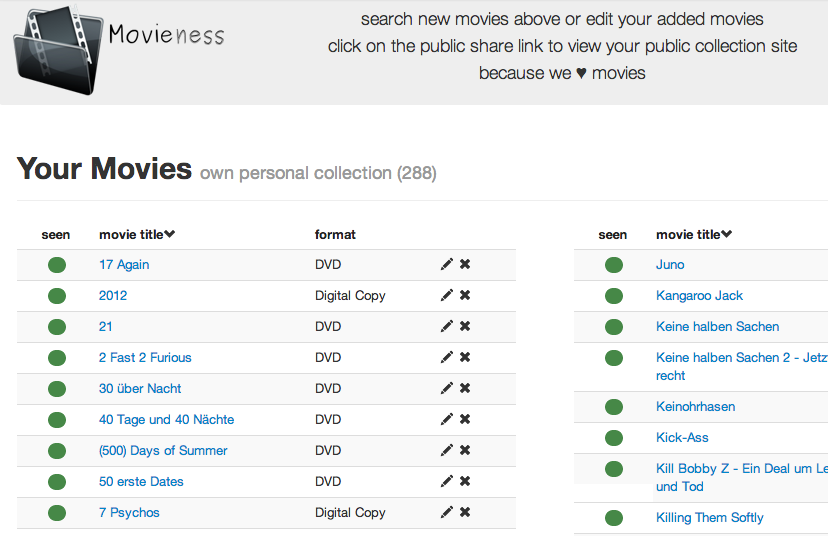 Movieness
search new movies above or edit your added movies
click on the public share link to view your public collection site
because we ♥ movies
Your Movies own personal collection (288)
seen movie title format
17 Again DVD
2012 Digital Copy
21 DVD
2 Fast 2 Furious DVD
30 über Nacht DVD
40 Tage und 40 Nächte DVD
(500) Days of Summer DVD
50 erste Dates DVD
7 Psychos Digital Copy
seen movie title
Juno
Kangaroo Jack
Keine halben Sachen
Keine halben Sachen 2 - Jetzt
recht
Keinohrhasen
Kick-Ass
Kill Bobby Z - Ein Deal um Le
und Tod
Killing Them Softly